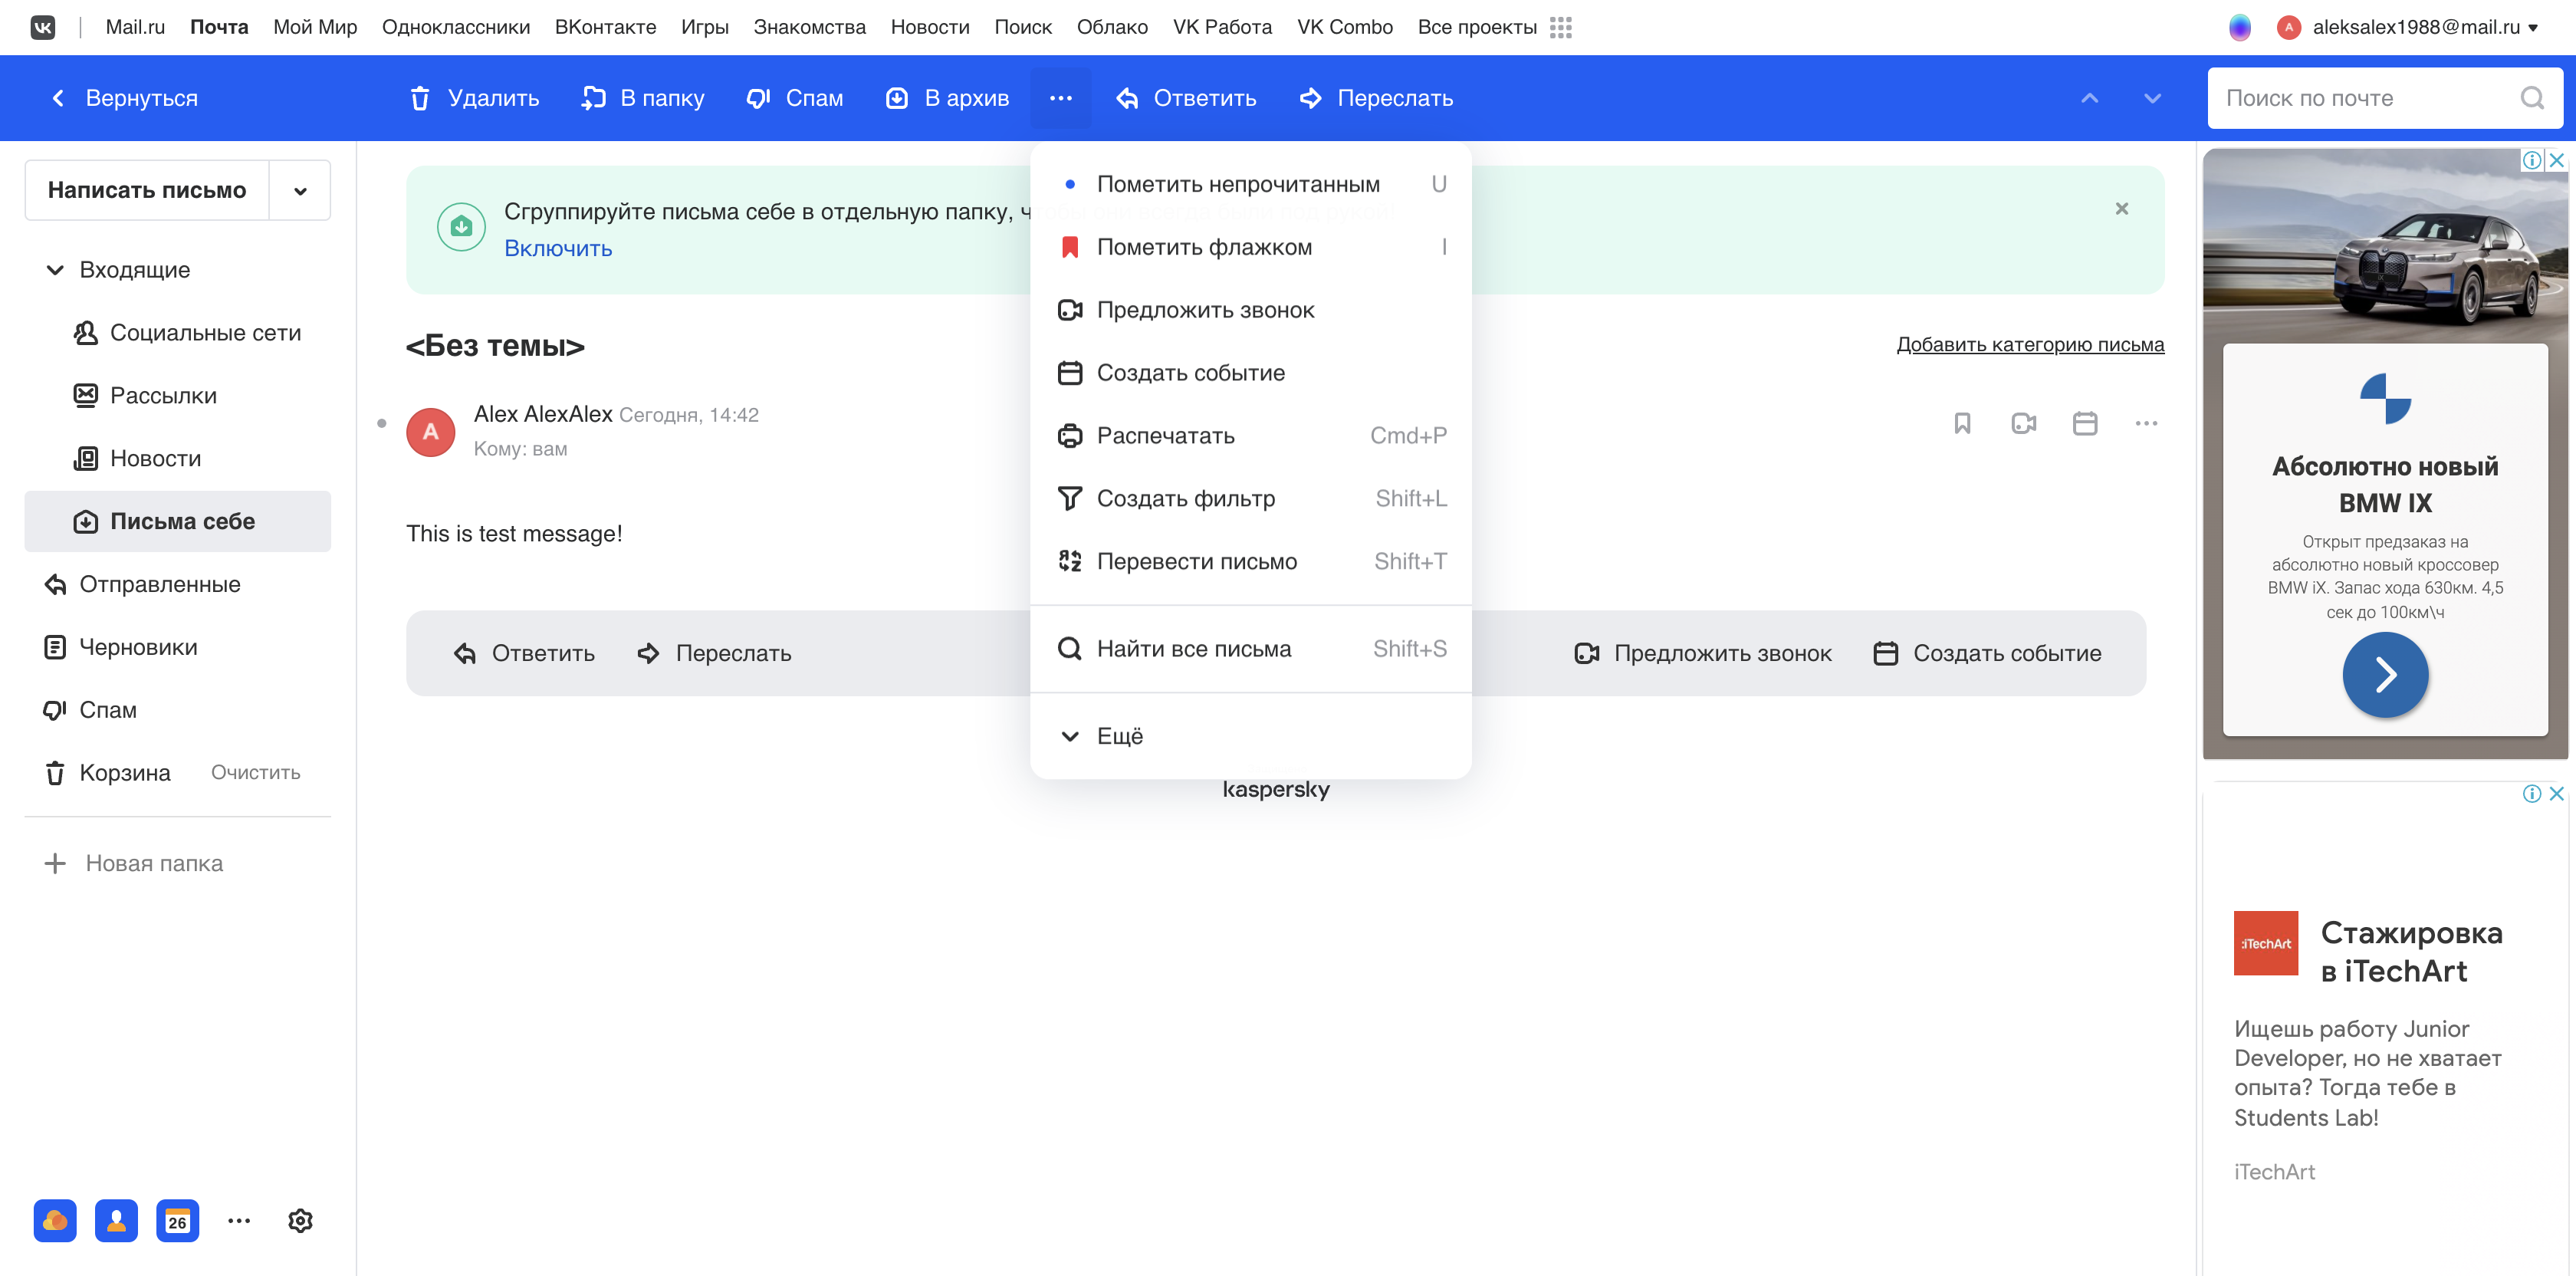 Mail.ru Почта Мой Мир Одноклассники ВКонтакте Игры Знакомства Новости Поиск Облако VK Работа VK Combo Все проекты
A aleksalex1988@mail.ru
Вернуться
Удалить В папку Спам В архив Ответить Переслать
Поиск по почте
Написать письмо
Входящие
Социальные сети
Рассылки
Новости
Письма себе
Отправленные
Черновики
Спам
Корзина Очистить
Новая папка
26
Сгруппируйте письма себе в отдельную папку,
Включить
<Без темы>
Добавить категорию письма
A
Alex AlexAlex Сегодня, 14:42
Кому: вам
This is test message!
Ответить Переслать
Предложить звонок Создать событие
Пометить непрочитанным U
Пометить флажком I
Предложить звонок
Создать событие
Распечатать Cmd+P
Создать фильтр Shift+L
Перевести письмо Shift+T
Найти все письма Shift+S
Ещё
kaspersky
Абсолютно новый
BMW IX
Открыт предзаказ на
абсолютно новый кроссовер
BMW iX. Запас хода 630км. 4,5
сек до 100км\ч
:iTechArt
Стажировка
в iTechArt
Ищешь работу Junior
Developer, но не хватает
опыта? Тогда тебе в
Students Lab!
iTechArt